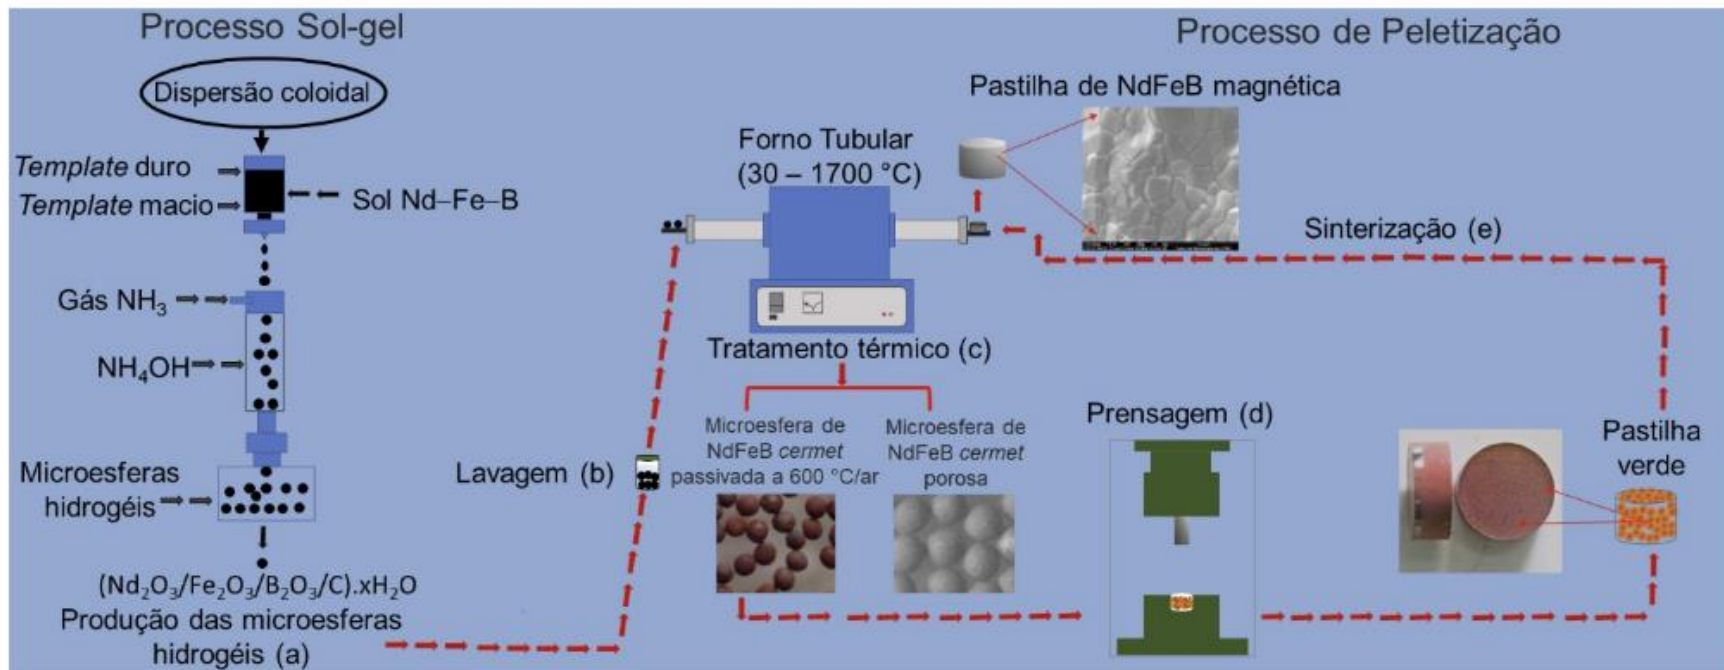 Processo Sol-gel
Dispersão coloidal
Template duro
Template macio
Sol Nd–Fe–B
Gás NH₃
NH₄OH
Microesferas
hidrogéis
(Nd₂O₃/Fe₂O₃/B₂O₃/C).xH₂O
Produção das microesferas
hidrogéis (a)
Lavagem (b)
Forno Tubular
(30 – 1700 °C)
Tratamento térmico (c)
Microesfera de
NdFeB cermet
passivada a 600 °C/ar
Microesfera de
NdFeB cermet
porosa
Processo de Peletização
Pastilha de NdFeB magnética
Prensagem (d)
Pastilha
verde
Sinterização (e)